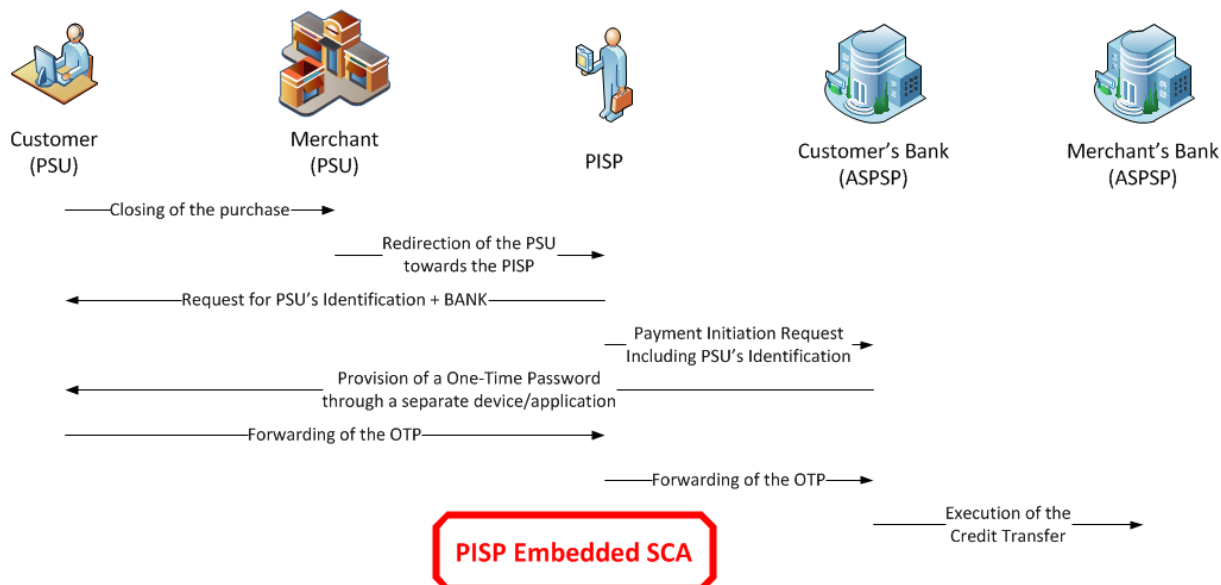 Customer
(PSU)
Merchant
(PSU)
PISP
Customer's Bank
(ASPSP)
Merchant's Bank
(ASPSP)
Closing of the purchase
Redirection of the PSU
towards the PISP
Request for PSU's Identification + BANK
Payment Initiation Request
Including PSU's Identification
Provision of a One-Time Password
through a separate device/application
Forwarding of the OTP
Forwarding of the OTP
Execution of the
Credit Transfer
PISP Embedded SCA